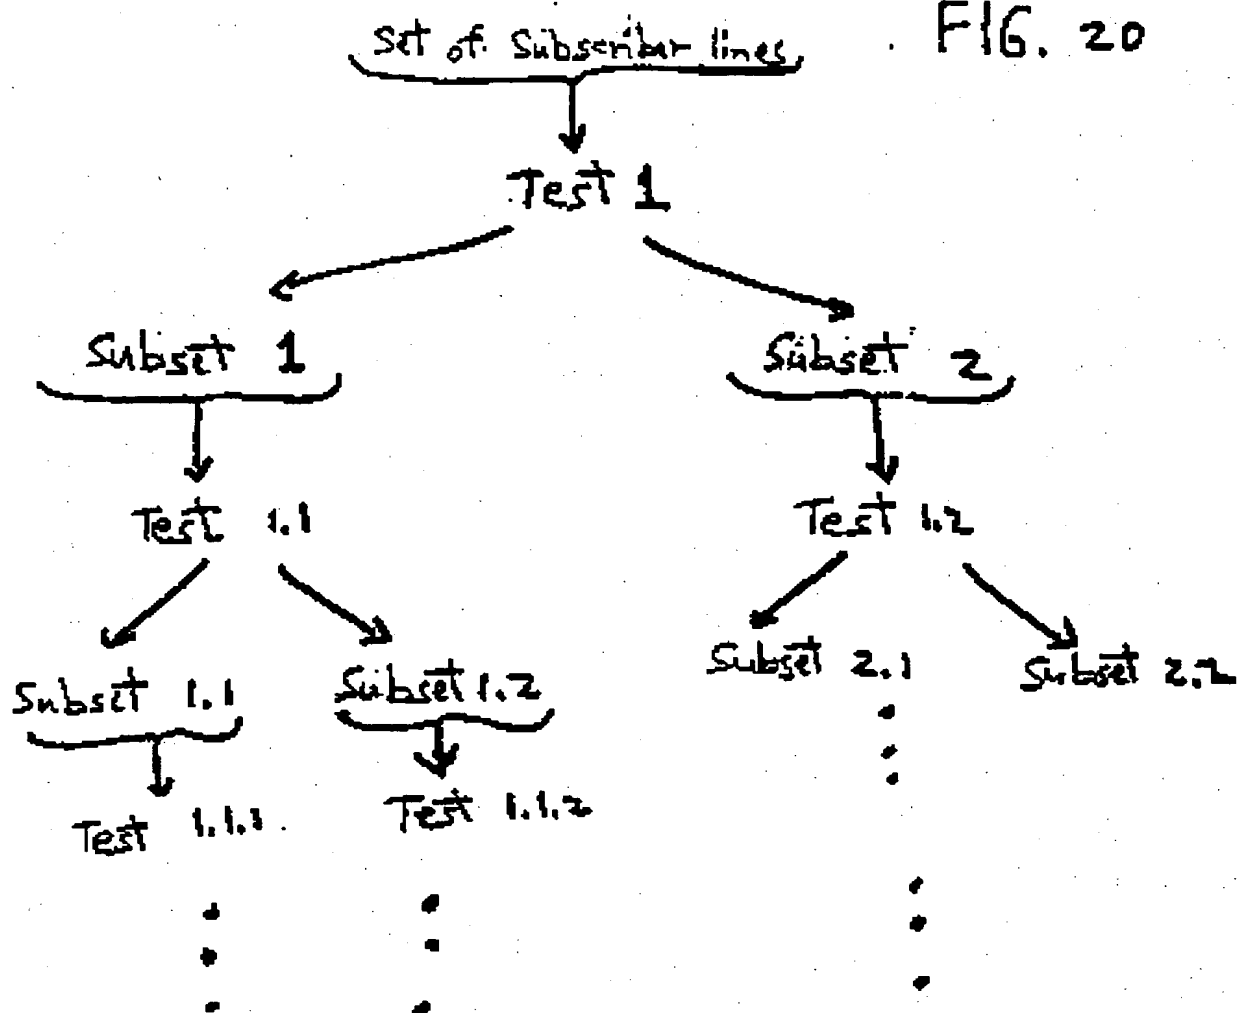 FIG. 20
Set of Subscriber lines
Test 1
Subset 1
Subset 2
Test 1.1
Test 1.2
Subset 1.1
Subset 1.2
Subset 2.1
Subset 2.2
Test 1.1.1
Test 1.1.2